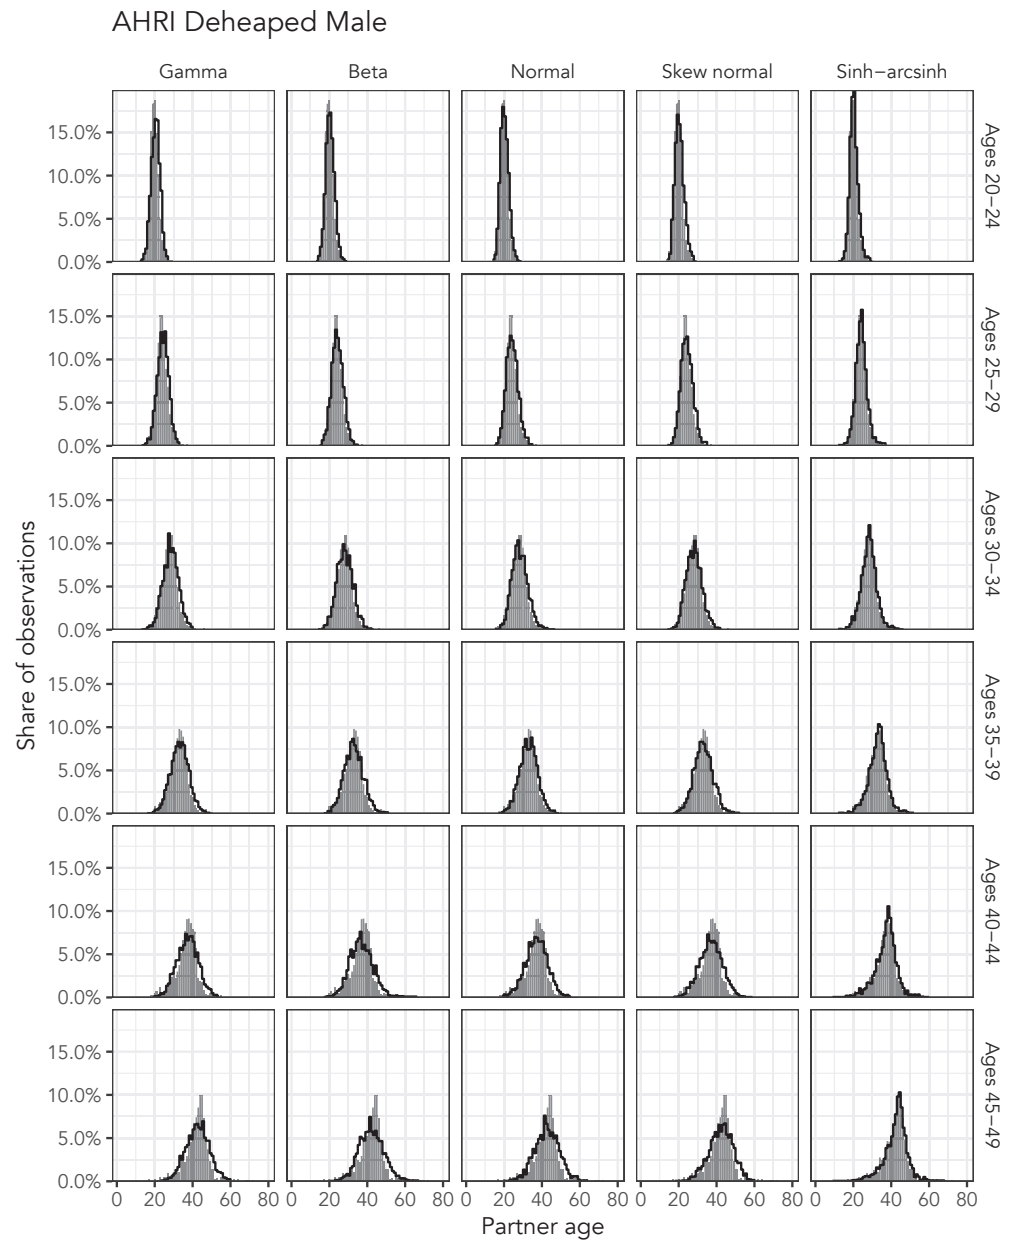 AHRI Deheaped Male
Gamma Beta Normal Skew normal Sinh−arcsinh
15.0%
10.0%
5.0%
0.0%
Ages 20−24
15.0%
10.0%
5.0%
0.0%
Ages 25−29
15.0%
10.0%
5.0%
0.0%
Ages 30−34
Share of observations
15.0%
10.0%
5.0%
0.0%
Ages 35−39
15.0%
10.0%
5.0%
0.0%
Ages 40−44
15.0%
10.0%
5.0%
0.0%
Ages 45−49
0 20 40 60 80 0 20 40 60 80 0 20 40 60 80 0 20 40 60 80 0 20 40 60 80
Partner age